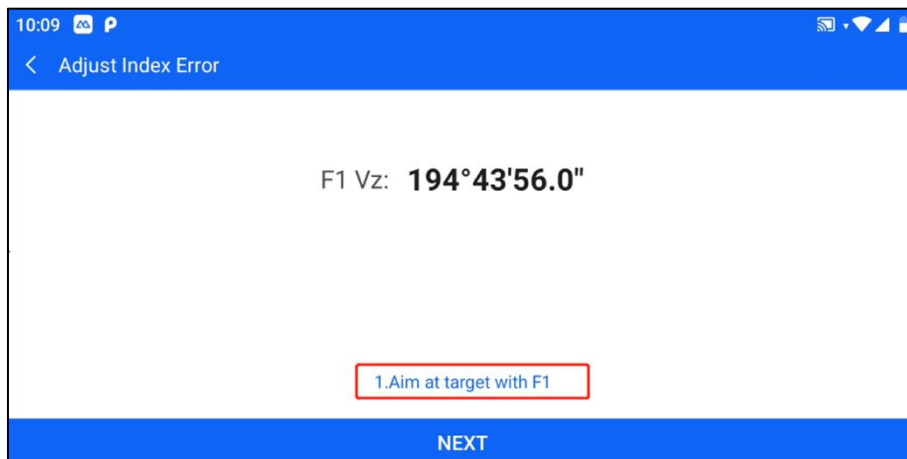 10:09 P
< Adjust Index Error
F1 Vz: 194°43'56.0"
1.Aim at target with F1
NEXT